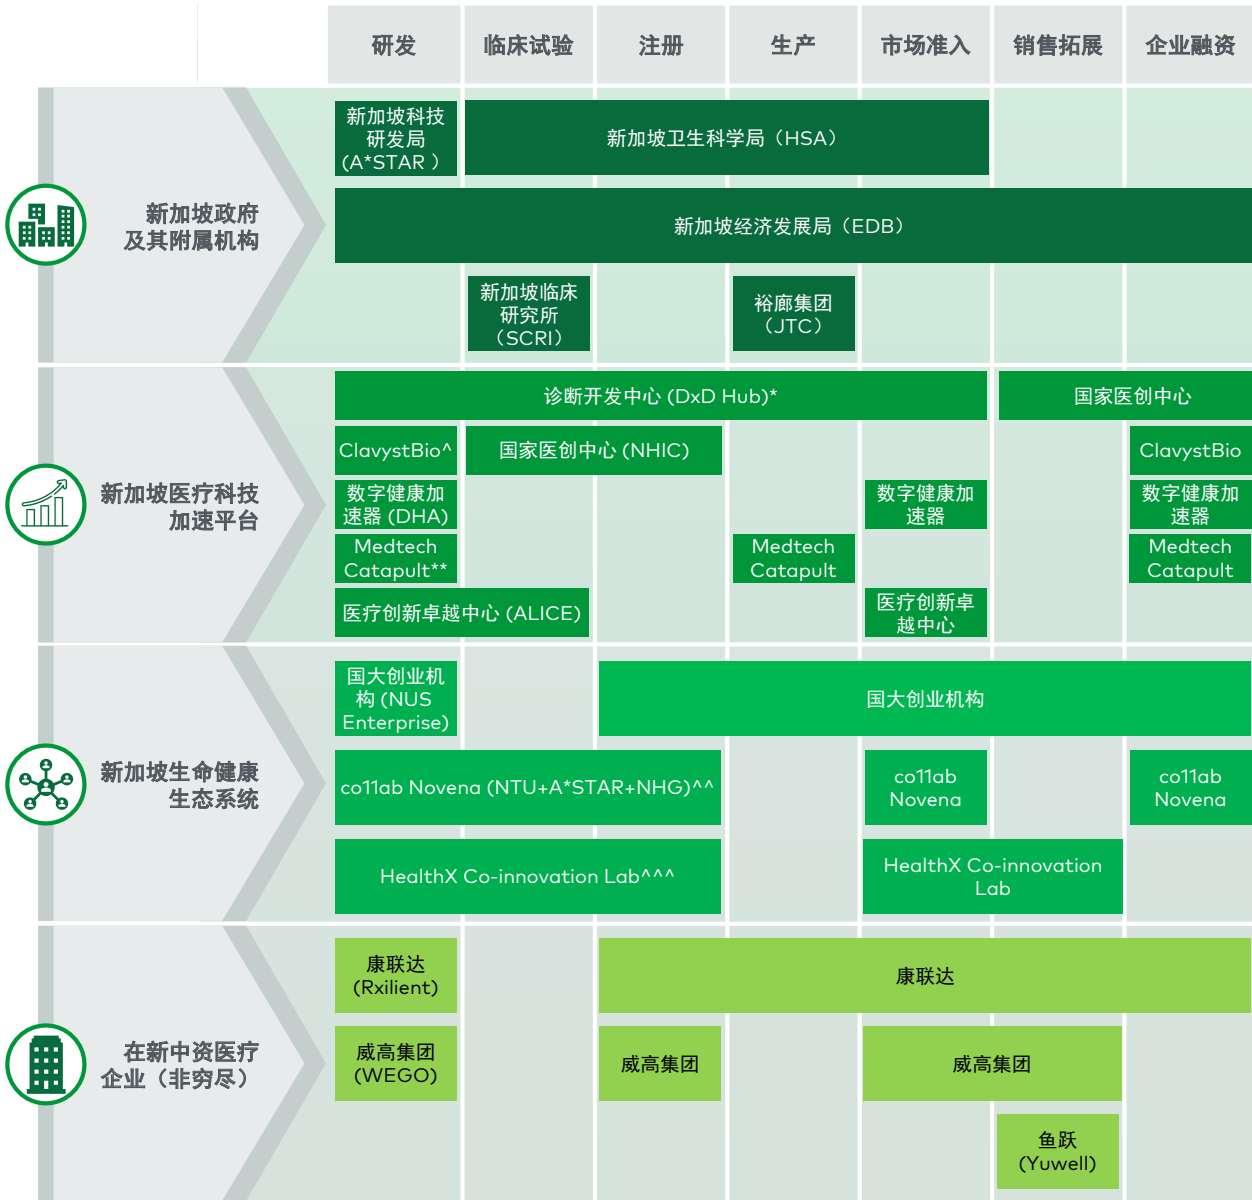 研发
临床试验
注册
生产
市场准入
销售拓展
企业融资
新加坡政府
及其附属机构
新加坡科技
研发局
(A*STAR )
新加坡卫生科学局（HSA）
新加坡经济发展局（EDB）
新加坡临床
研究所
（SCRI）
裕廊集团
（JTC）
新加坡医疗科技
加速平台
诊断开发中心 (DxD Hub)*
国家医创中心
ClavystBio^
国家医创中心 (NHIC)
ClavystBio
数字健康加
速器 (DHA)
数字健康加
速器
数字健康加
速器
Medtech
Catapult**
Medtech
Catapult
Medtech
Catapult
医疗创新卓越中心 (ALICE)
医疗创新卓
越中心
新加坡生命健康
生态系统
国大创业机
构 (NUS
Enterprise)
国大创业机构
co11ab Novena (NTU+A*STAR+NHG)^^
co11ab
Novena
co11ab
Novena
HealthX Co-innovation Lab^^^
HealthX Co-innovation
Lab
在新中资医疗
企业（非穷尽）
康联达
(Rxilient)
康联达
威高集团
(WEGO)
威高集团
威高集团
鱼跃
(Yuwell)